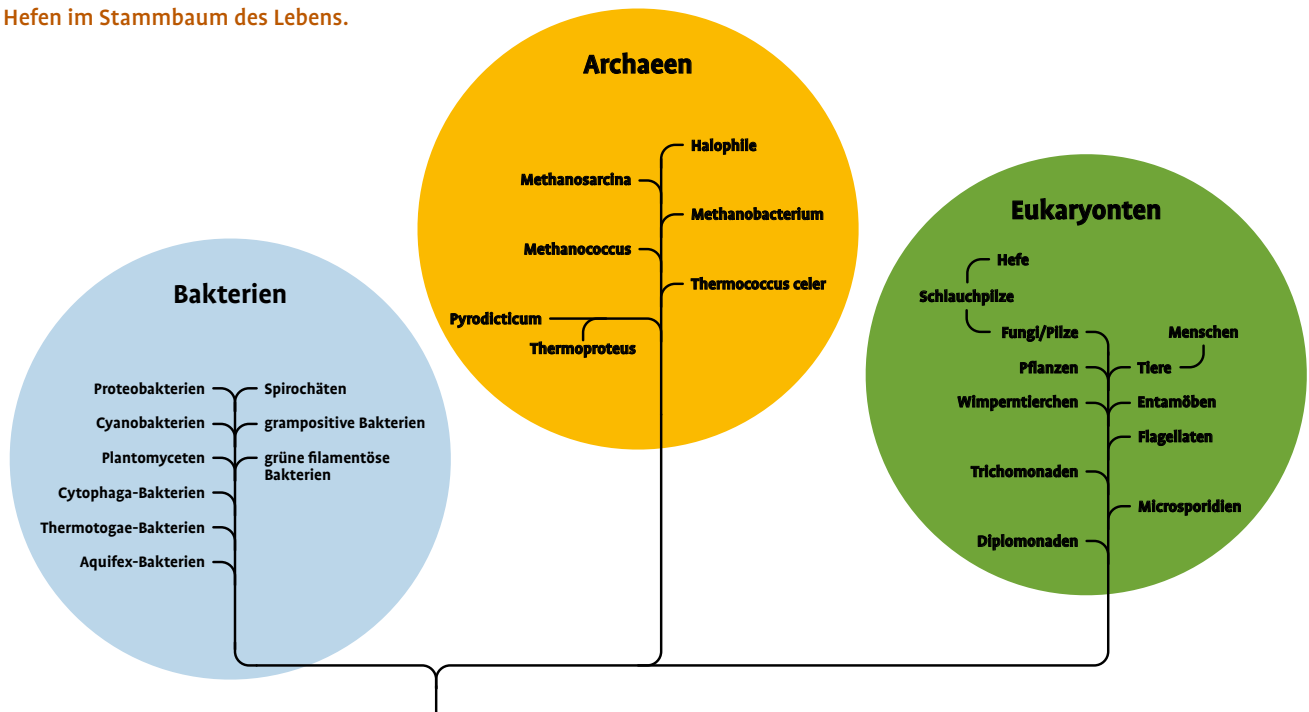 Hefen im Stammbaum des Lebens.
Archaeen
Halophile
Methanosarcina
Methanobacterium
Methanococcus
Thermococcus celer
Pyrodicticum
Thermoproteus
Eukaryonten
Hefe
Schlauchpilze
Fungi/Pilze
Menschen
Pflanzen
Tiere
Wimperntierchen
Entamöben
Flagellaten
Trichomonaden
Microsporidien
Diplomonaden
Bakterien
Proteobakterien
Spirochäten
Cyanobakterien
grampositive Bakterien
Plantomyceten
grüne filamentöse
Bakterien
Cytophaga-Bakterien
Thermotogae-Bakterien
Aquifex-Bakterien